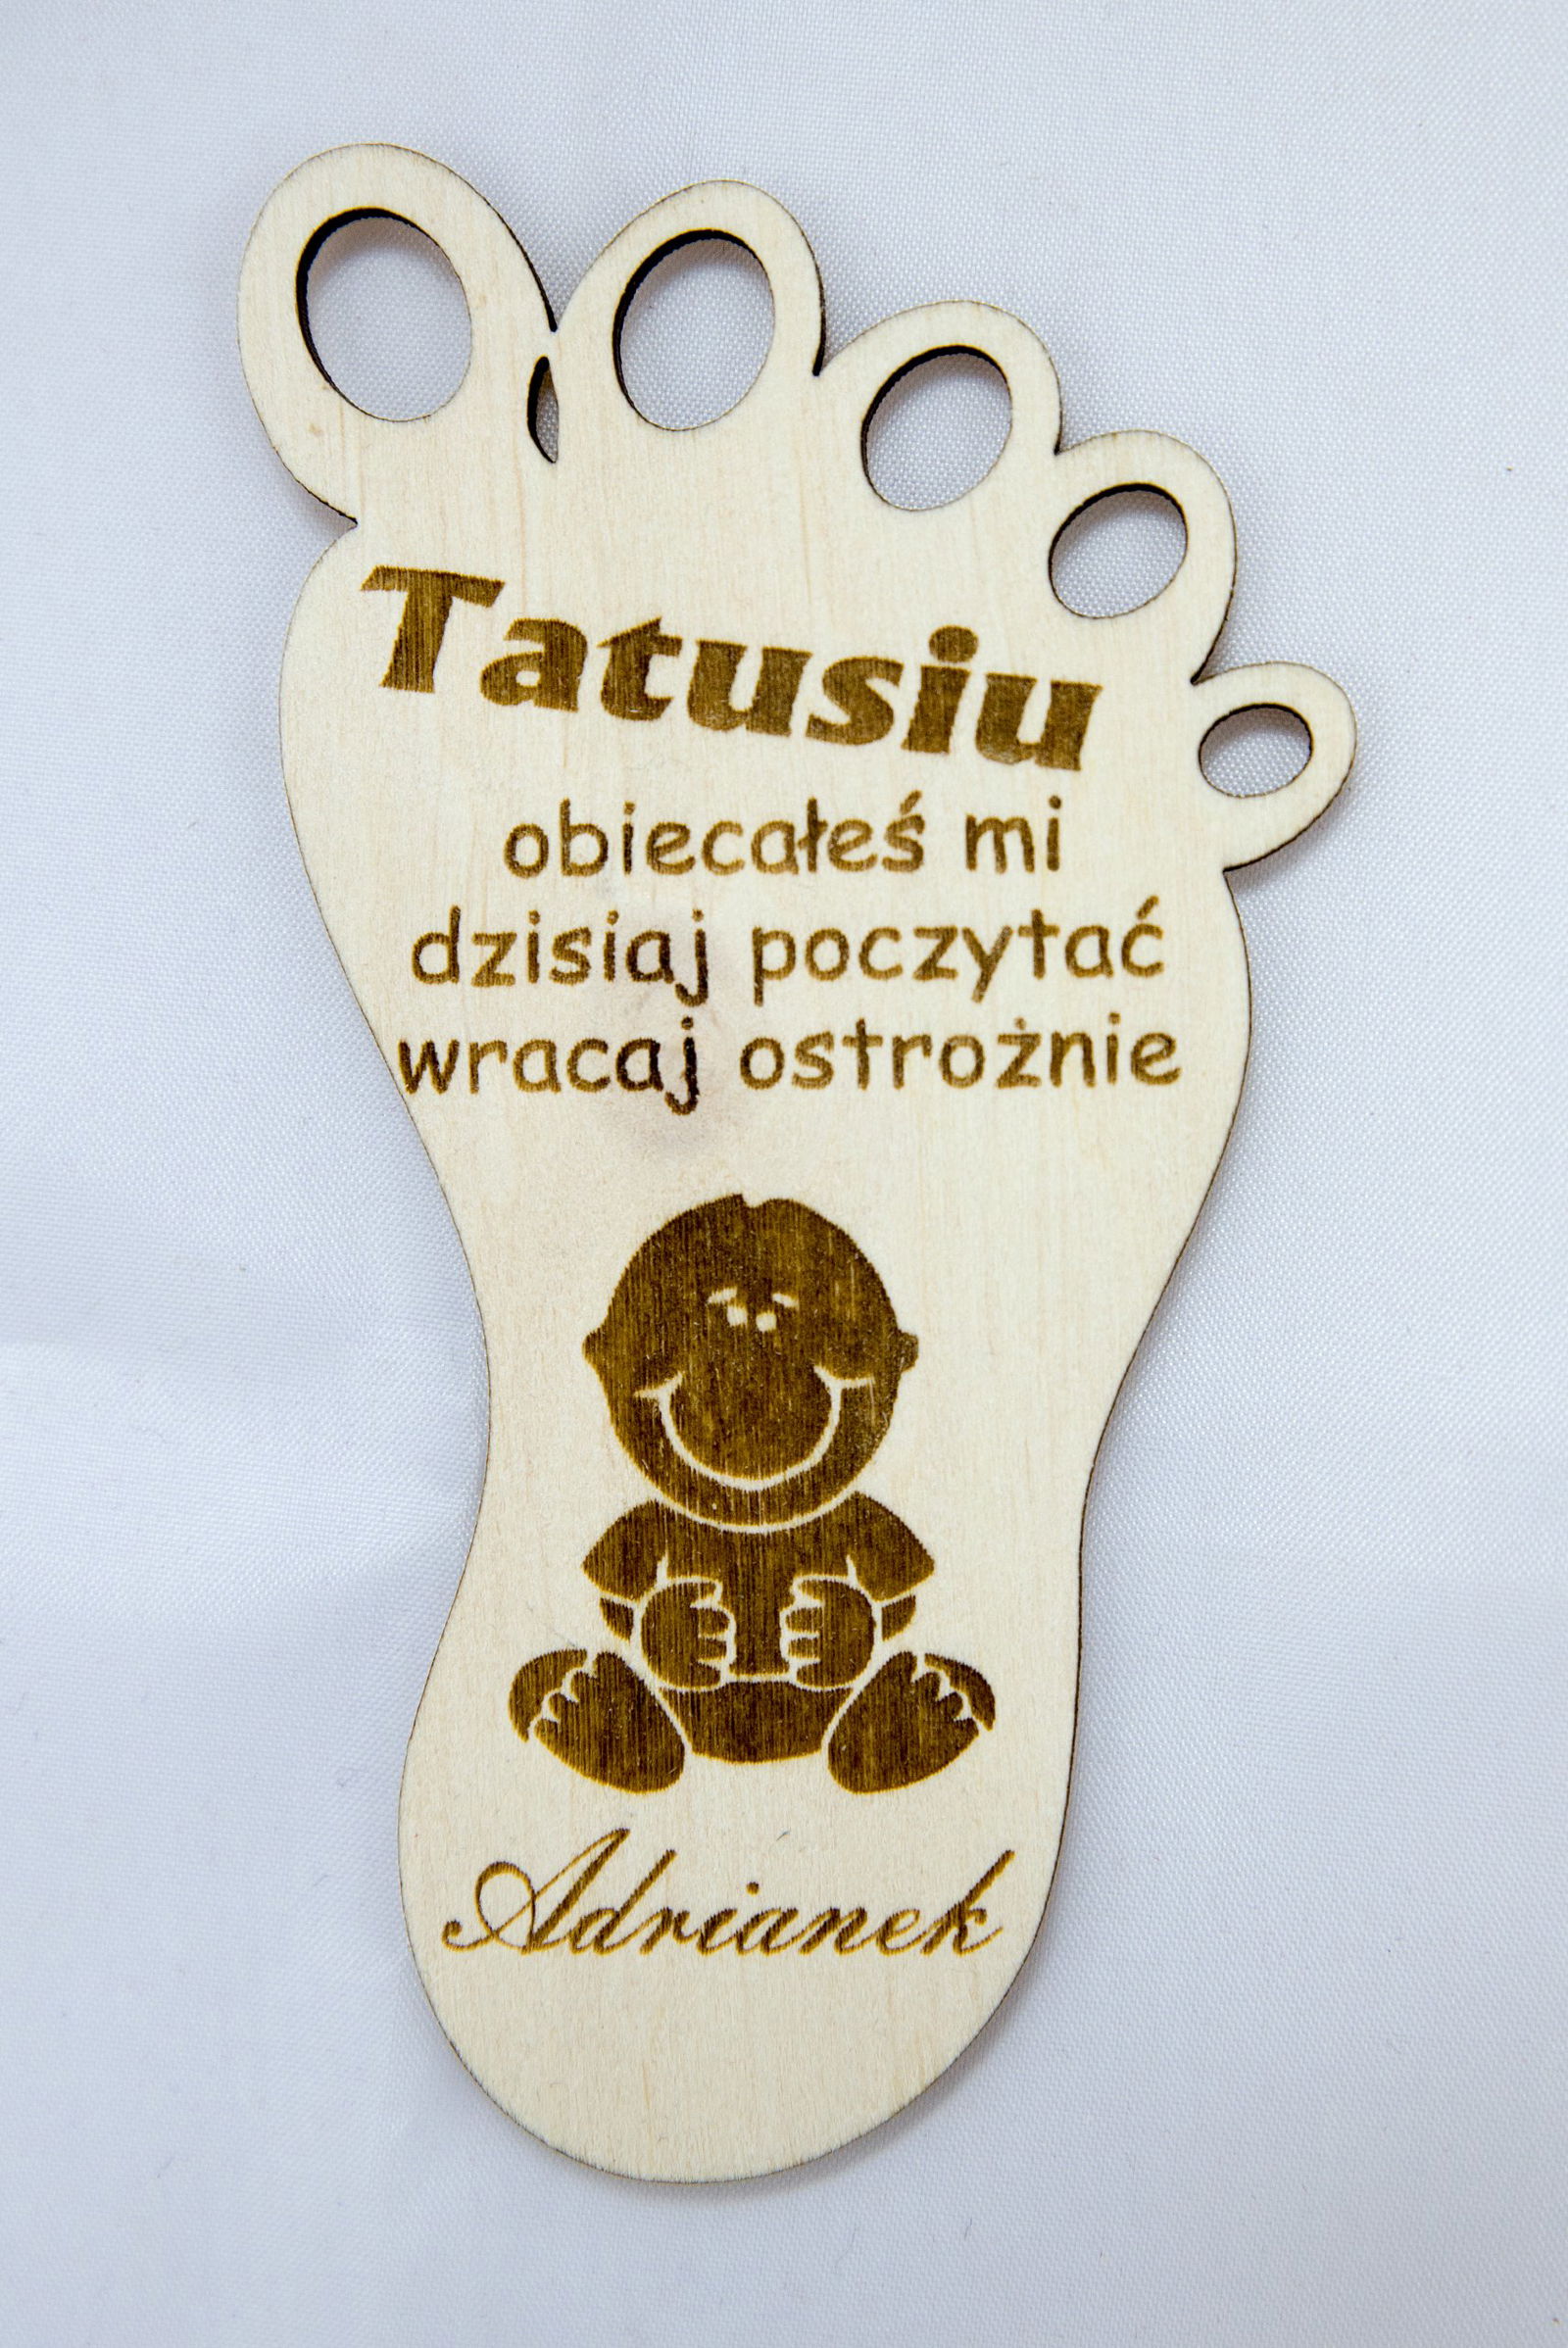 Tatusiu
obiecałeś mi
dzisiaj poczytać
wracaj ostrożnie
Adrianek